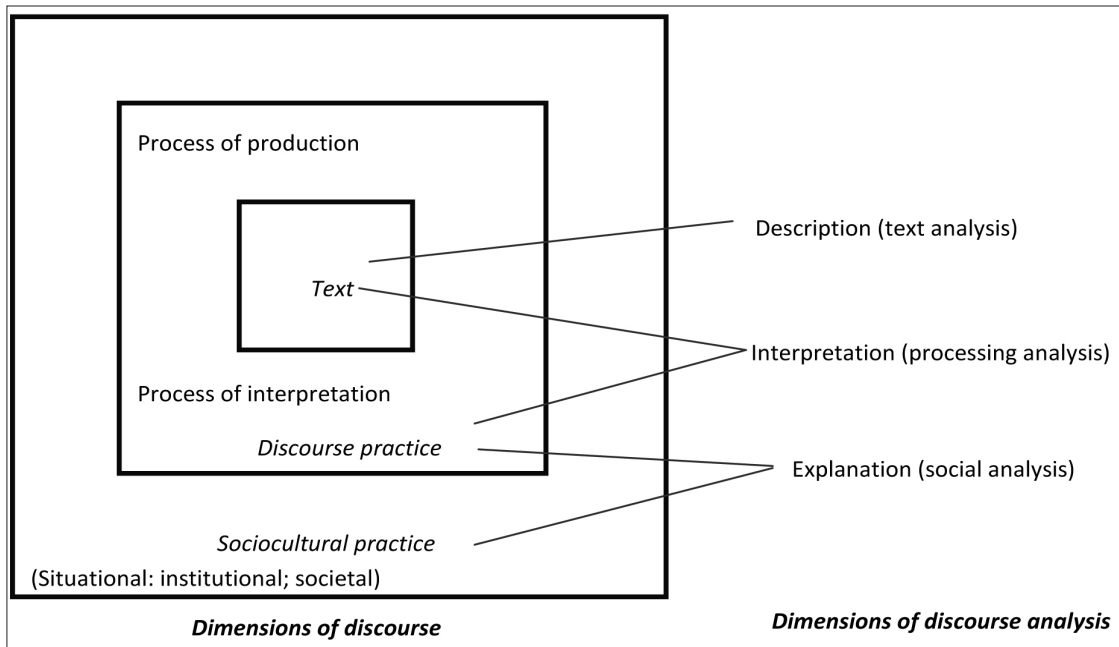 Process of production
Description (text analysis)
Text
Interpretation (processing analysis)
Process of interpretation
Discourse practice
Explanation (social analysis)
Sociocultural practice
(Situational: institutional; societal)
Dimensions of discourse
Dimensions of discourse analysis